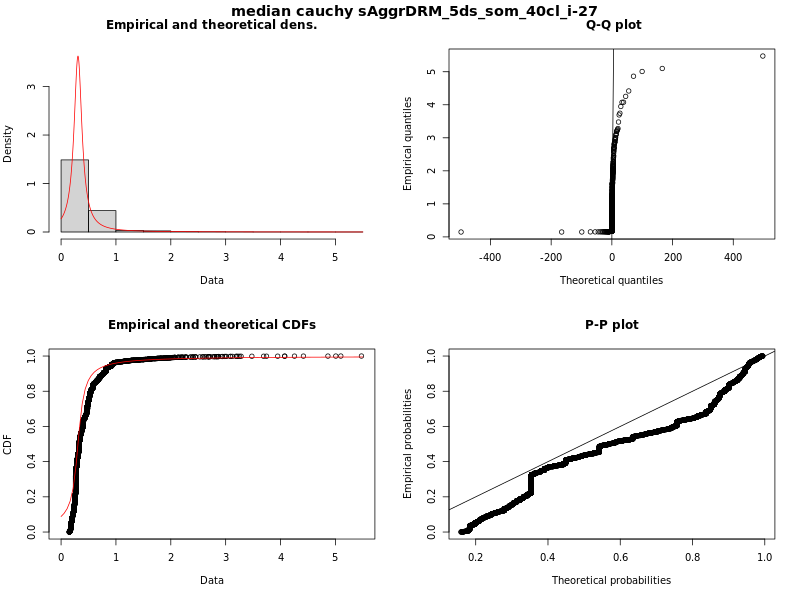 median cauchy sAggrDRM_5ds_som_40cl_i-27
Empirical and theoretical dens.
Density
0 1 2 3
0 1 2 3 4 5
Data
Q-Q plot
Empirical quantiles
0 1 2 3 4 5
-400 -200 0 200 400
Theoretical quantiles
Empirical and theoretical CDFs
CDF
0.0 0.2 0.4 0.6 0.8 1.0
0 1 2 3 4 5
Data
P-P plot
Empirical probabilities
0.0 0.2 0.4 0.6 0.8 1.0
0.2 0.4 0.6 0.8 1.0
Theoretical probabilities